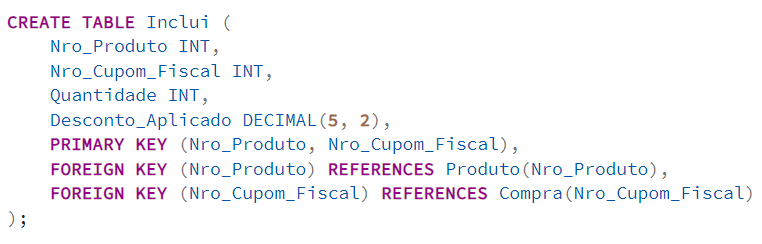 CREATE TABLE Inclui (
    Nro_Produto INT,
    Nro_Cupom_Fiscal INT,
    Quantidade INT,
    Desconto_Aplicado DECIMAL(5, 2),
    PRIMARY KEY (Nro_Produto, Nro_Cupom_Fiscal),
    FOREIGN KEY (Nro_Produto) REFERENCES Produto(Nro_Produto),
    FOREIGN KEY (Nro_Cupom_Fiscal) REFERENCES Compra(Nro_Cupom_Fiscal)
);